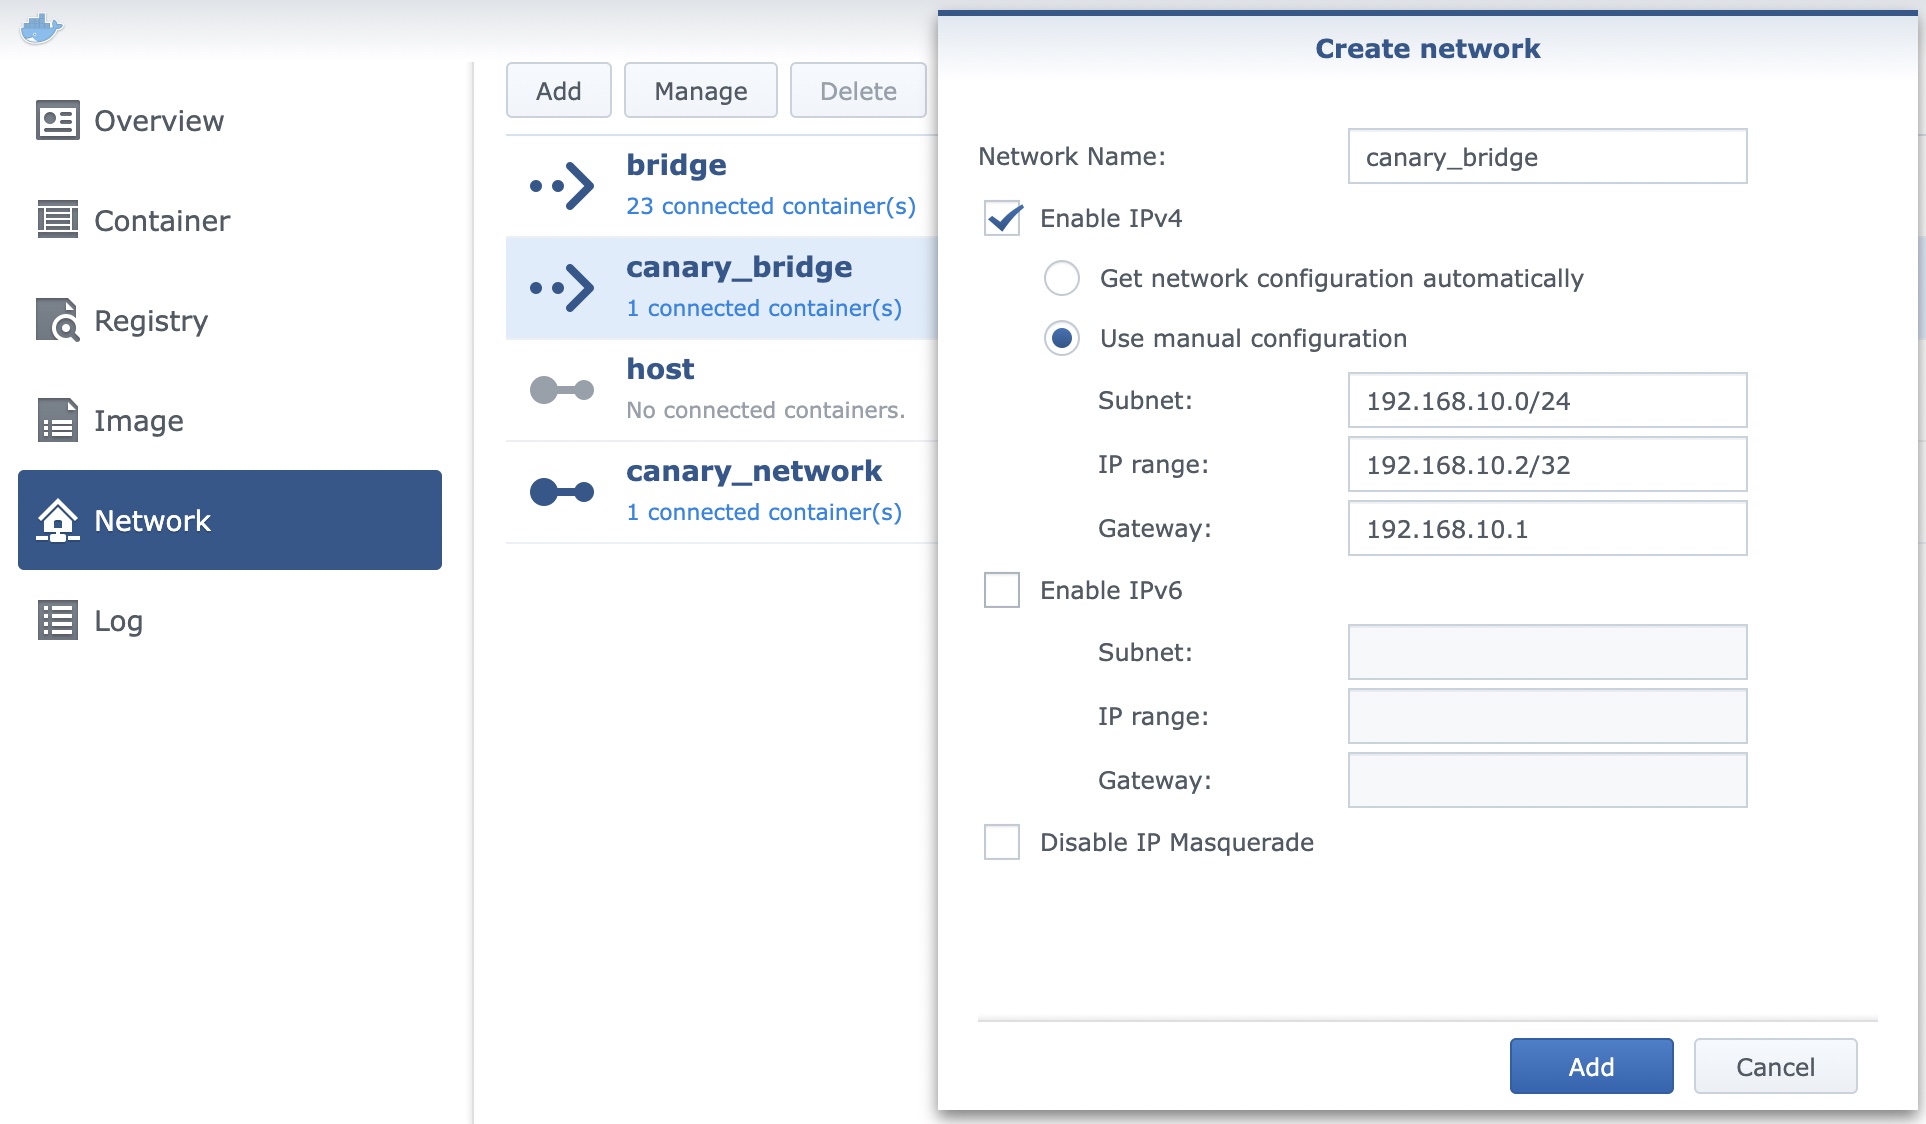 Overview
Container
Registry
Image
Network
Log
Add Manage Delete
bridge
23 connected container(s)
canary_bridge
1 connected container(s)
host
No connected containers.
canary_network
1 connected container(s)
Create network
Network Name: canary_bridge
Enable IPv4
Get network configuration automatically
Use manual configuration
Subnet: 192.168.10.0/24
IP range: 192.168.10.2/32
Gateway: 192.168.10.1
Enable IPv6
Subnet:
IP range:
Gateway:
Disable IP Masquerade
Add Cancel